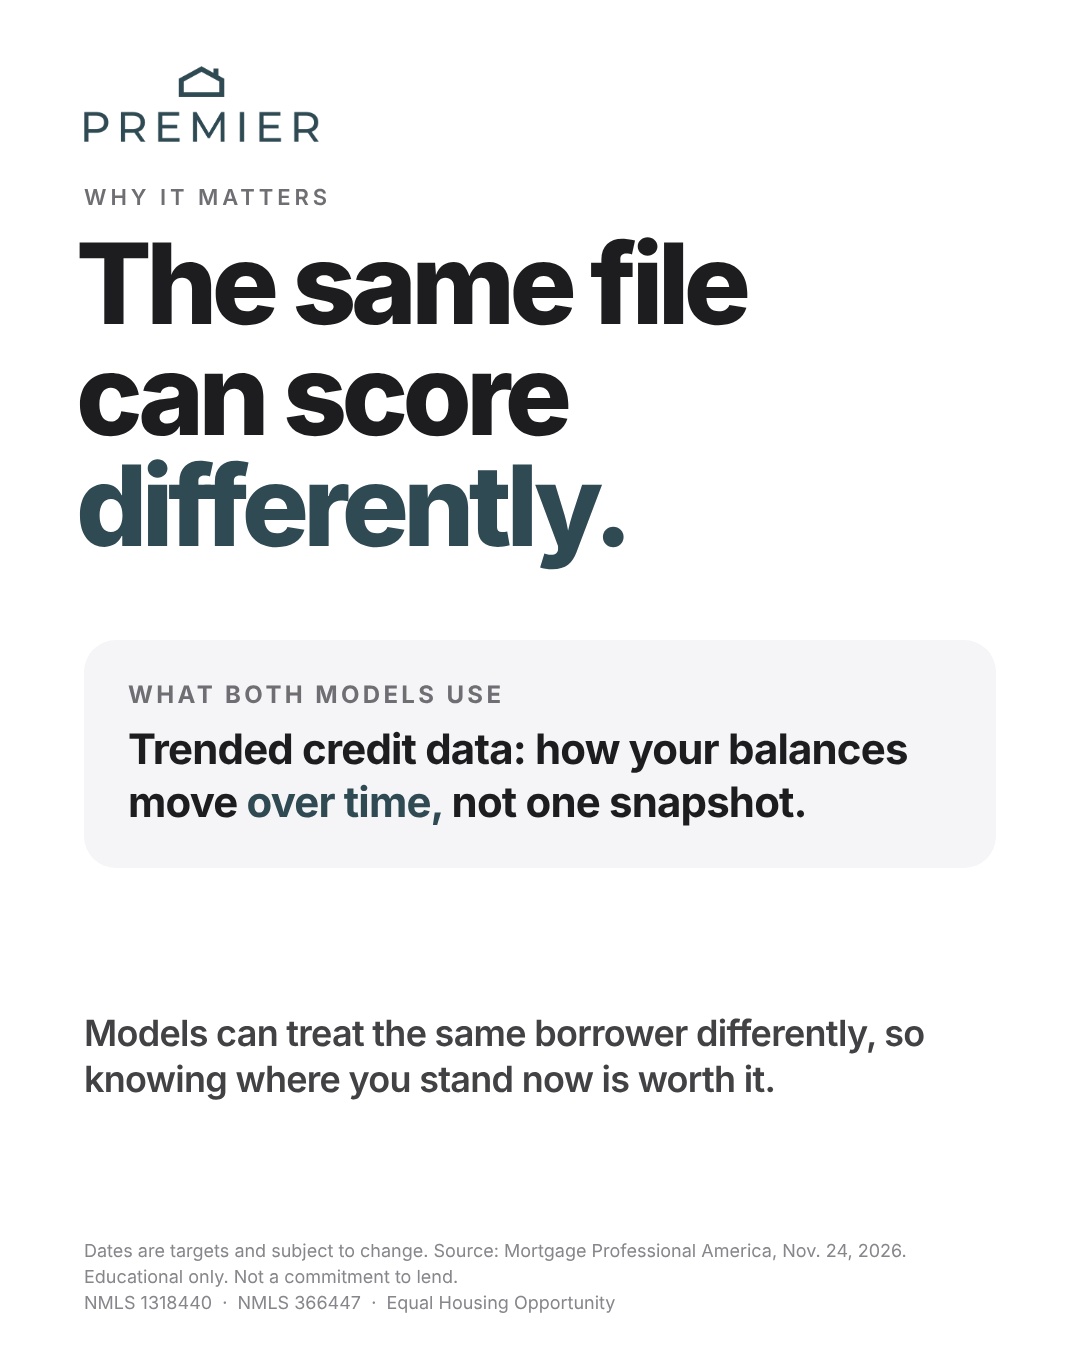 PREMIER
WHY IT MATTERS
The same file
can score
differently.
WHAT BOTH MODELS USE
Trended credit data: how your balances
move over time, not one snapshot.
Models can treat the same borrower differently, so
knowing where you stand now is worth it.
Dates are targets and subject to change. Source: Mortgage Professional America, Nov. 24, 2026.
Educational only. Not a commitment to lend.
NMLS 1318440 · NMLS 366447 · Equal Housing Opportunity